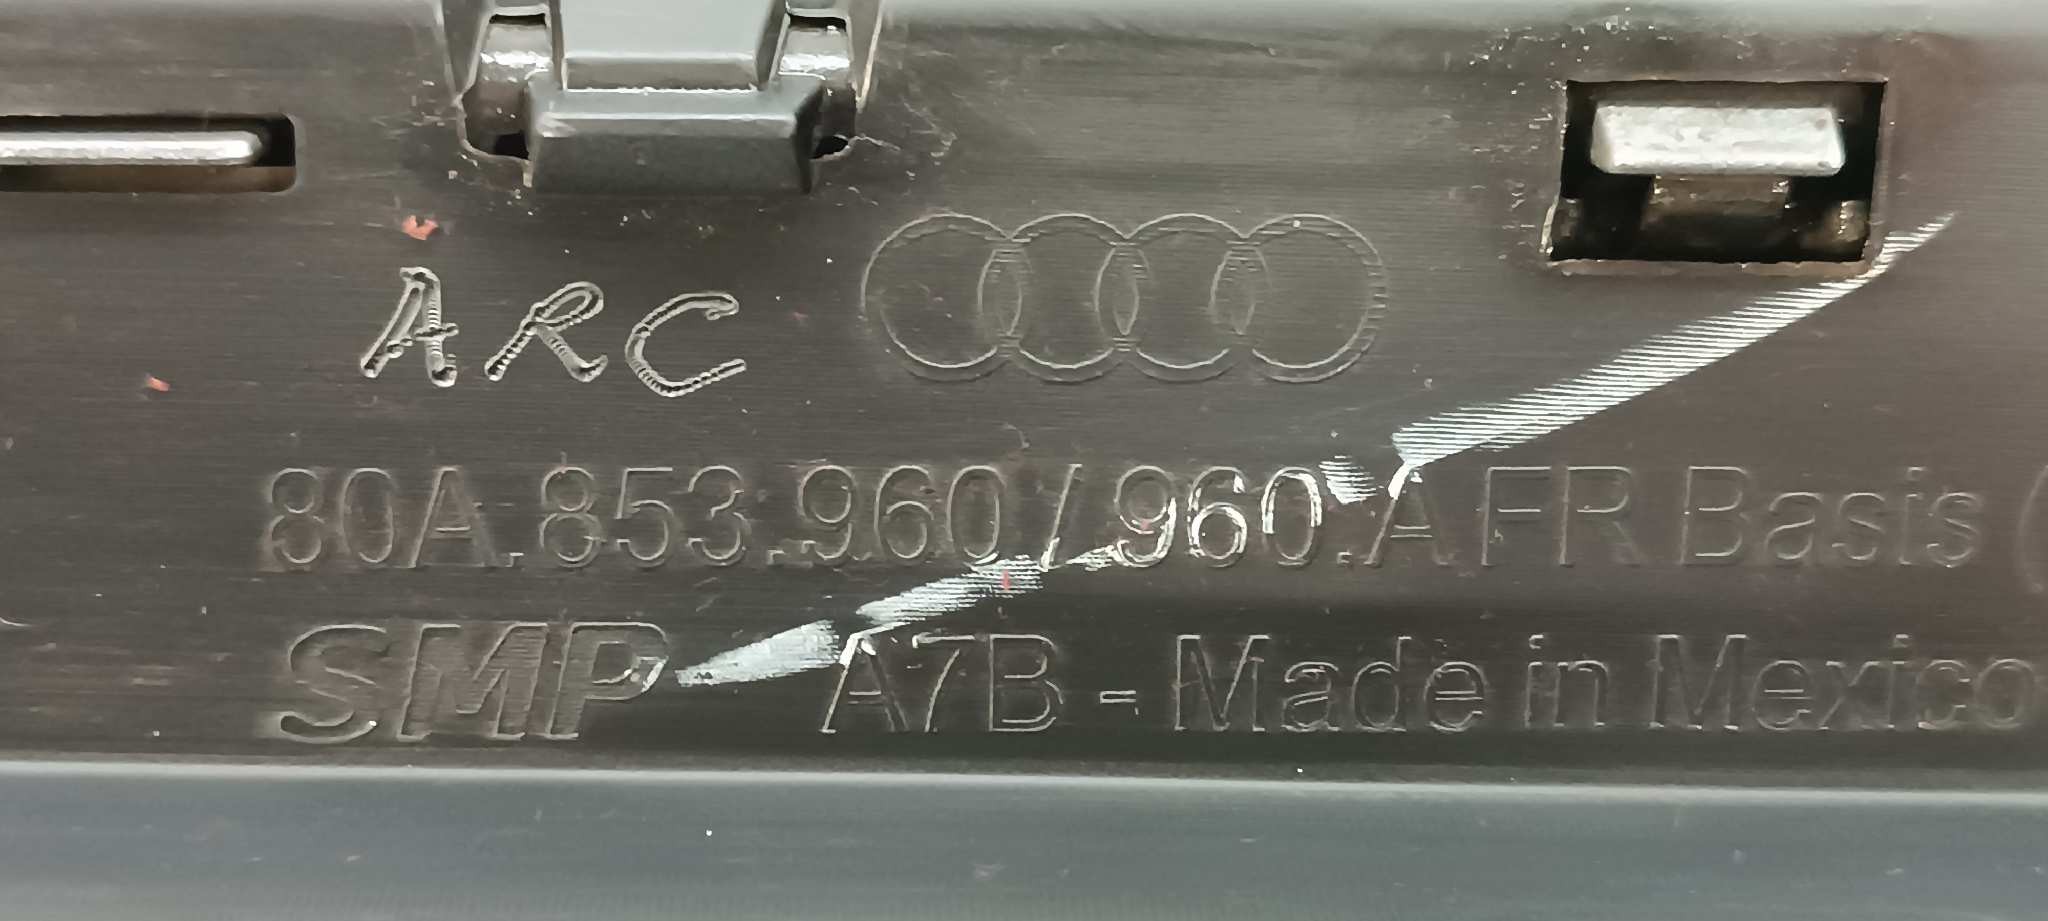 ARC
80A.853.960 / 960.A FR Basis (
SMP A7B - Made in Mexico